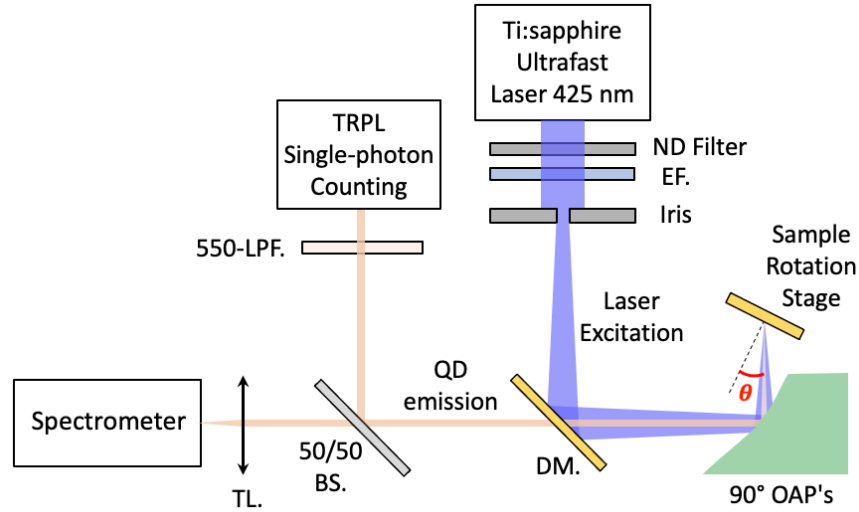 Ti:sapphire
Ultrafast
Laser 425 nm
TRPL
Single-photon
Counting
ND Filter
EF.
Iris
550-LPF.
Sample
Rotation
Stage
Laser
Excitation
QD
emission
θ
Spectrometer
50/50
BS.
TL.
DM.
90° OAP's